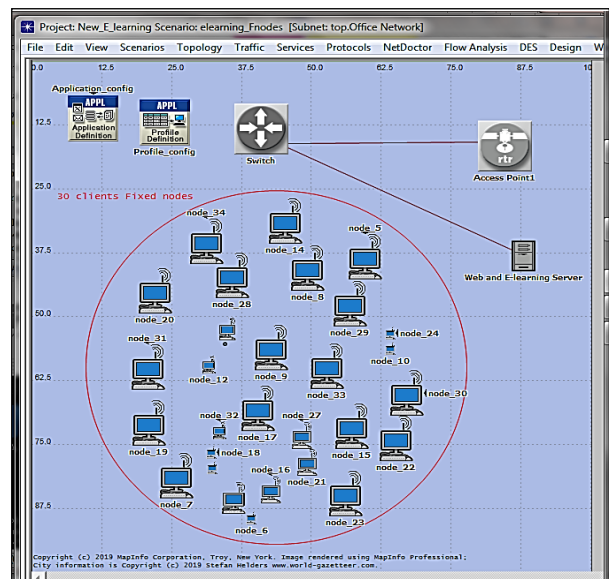 Project: New_E_learning Scenario: elearning_Fnodes [Subnet: top.Office Network]
File Edit View Scenarios Topology Traffic Services Protocols NetDoctor Flow Analysis DES Design W
0.0 12.5 25.0 37.5 50.0 62.5 75.0 87.5
Application_config
APPL
Application
Definition
APPL
Profile
Definition
Profile_config
12.5
Switch
rtr
Access Point1
25.0
30 clients Fixed nodes
node_34
node_14
node_5
37.5
Web and E-learning Server
node_28
node_8
node_20
node_29
50.0
node_31
node_24
node_10
node_12
node_9
node_33
62.5
node_30
node_32
node_27
node_17
node_19
node_15
75.0
node_18
node_22
node_16
node_21
node_7
node_23
87.5
node_6
Copyright (c) 2019 MapInfo Corporation, Troy, New York. Image rendered using MapInfo Professional;
City information is Copyright (c) 2019 Stefan Helders www.world-gazetteer.com.